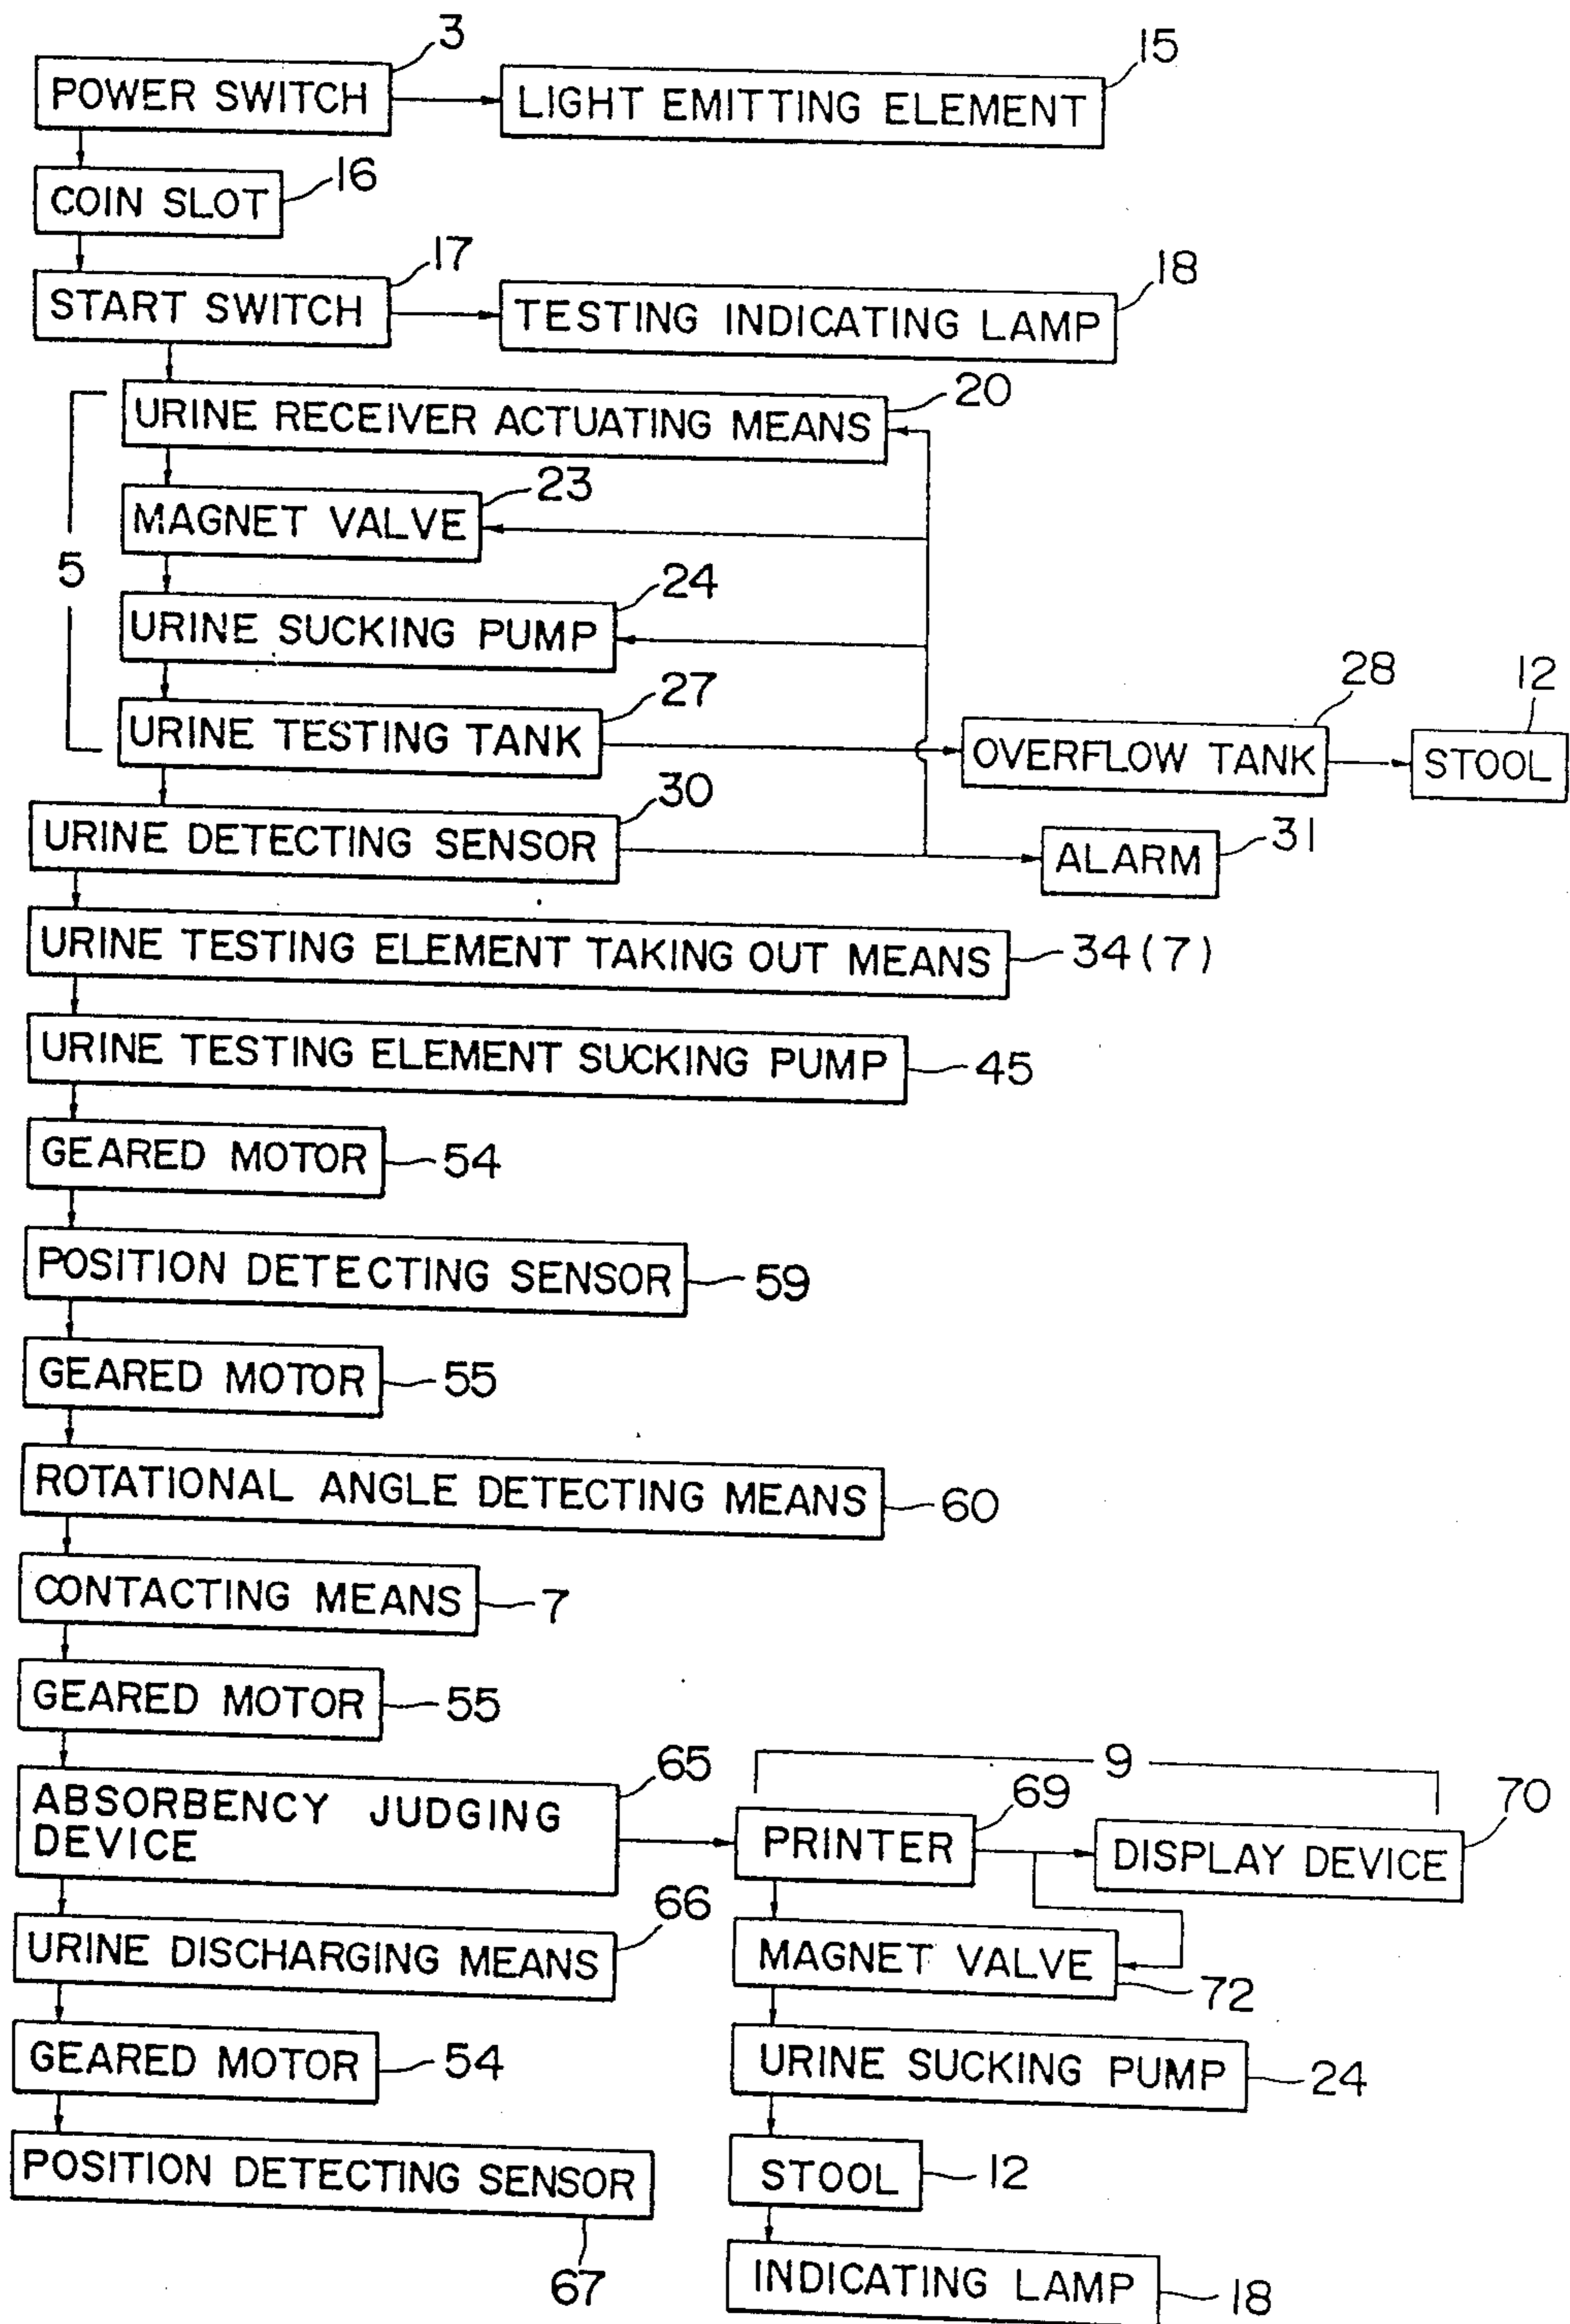 3
15
POWER SWITCH
LIGHT EMITTING ELEMENT
16
COIN SLOT
17
18
START SWITCH
TESTING INDICATING LAMP
20
URINE RECEIVER ACTUATING MEANS
23
MAGNET VALVE
5
24
URINE SUCKING PUMP
27
28
12
URINE TESTING TANK
OVERFLOW TANK
STOOL
30
31
URINE DETECTING SENSOR
ALARM
URINE TESTING ELEMENT TAKING OUT MEANS
34(7)
URINE TESTING ELEMENT SUCKING PUMP
45
GEARED MOTOR
54
POSITION DETECTING SENSOR
59
GEARED MOTOR
55
ROTATIONAL ANGLE DETECTING MEANS
60
CONTACTING MEANS
7
GEARED MOTOR
55
65
9
69
70
ABSORBENCY JUDGING
DEVICE
PRINTER
DISPLAY DEVICE
66
URINE DISCHARGING MEANS
MAGNET VALVE
72
GEARED MOTOR
54
URINE SUCKING PUMP
24
POSITION DETECTING SENSOR
67
STOOL
12
INDICATING LAMP
18